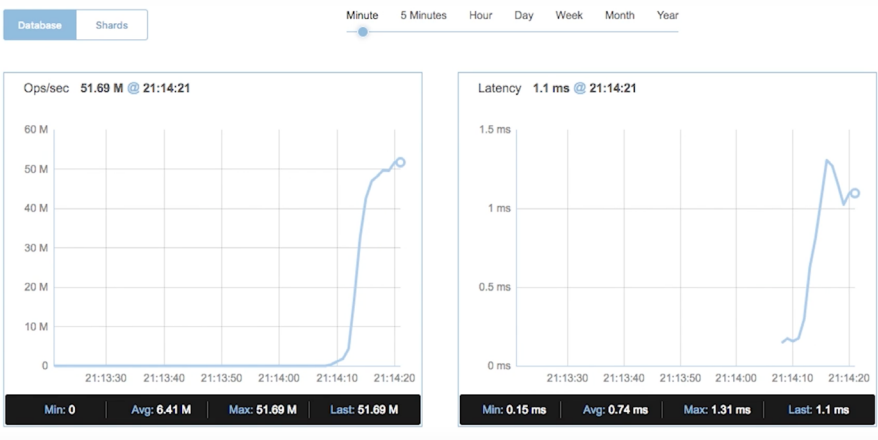 Database Shards
Minute 5 Minutes Hour Day Week Month Year
Ops/sec 51.69 M @ 21:14:21
60 M
50 M
40 M
30 M
20 M
10 M
0
21:13:30 21:13:40 21:13:50 21:14:00 21:14:10 21:14:20
Min: 0 Avg: 6.41 M Max: 51.69 M Last: 51.69 M
Latency 1.1 ms @ 21:14:21
1.5 ms
1 ms
0.5 ms
0 ms
21:13:30 21:13:40 21:13:50 21:14:00 21:14:10 21:14:20
Min: 0.15 ms Avg: 0.74 ms Max: 1.31 ms Last: 1.1 ms